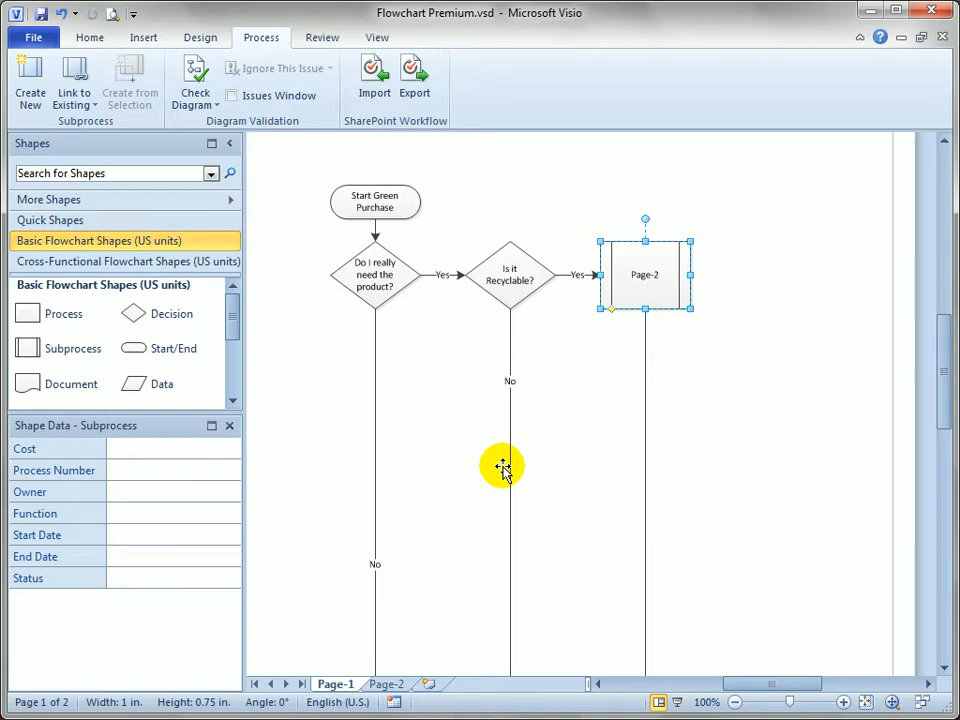 Flowchart Premium.vsd - Microsoft Visio
File Home Insert Design Process Review View
Create New
Link to Existing
Create from Selection
Subprocess
Check Diagram
Ignore This Issue
Issues Window
Diagram Validation
Import
Export
SharePoint Workflow
Shapes
Search for Shapes
More Shapes
Quick Shapes
Basic Flowchart Shapes (US units)
Cross-Functional Flowchart Shapes (US units)
Basic Flowchart Shapes (US units)
Process Decision
Subprocess Start/End
Document Data
Shape Data - Subprocess
Cost
Process Number
Owner
Function
Start Date
End Date
Status
Start Green
Purchase
Do I really
need the
product?
Yes
Is it
Recyclable?
Yes
Page-2
No
No
Page-1 Page-2
Page 1 of 2 Width: 1 in. Height: 0.75 in. Angle: 0° English (U.S.) 100%